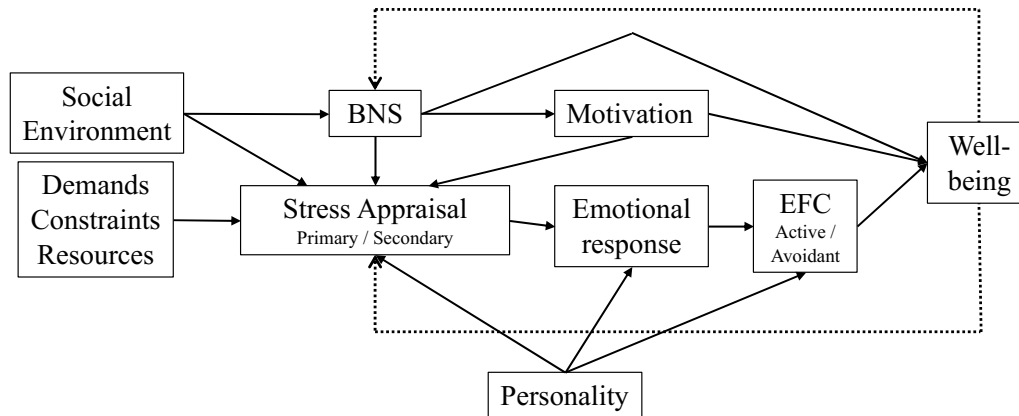 Social
Environment
BNS
Motivation
Well-
being
Demands
Constraints
Resources
Stress Appraisal
Primary / Secondary
Emotional
response
EFC
Active /
Avoidant
Personality